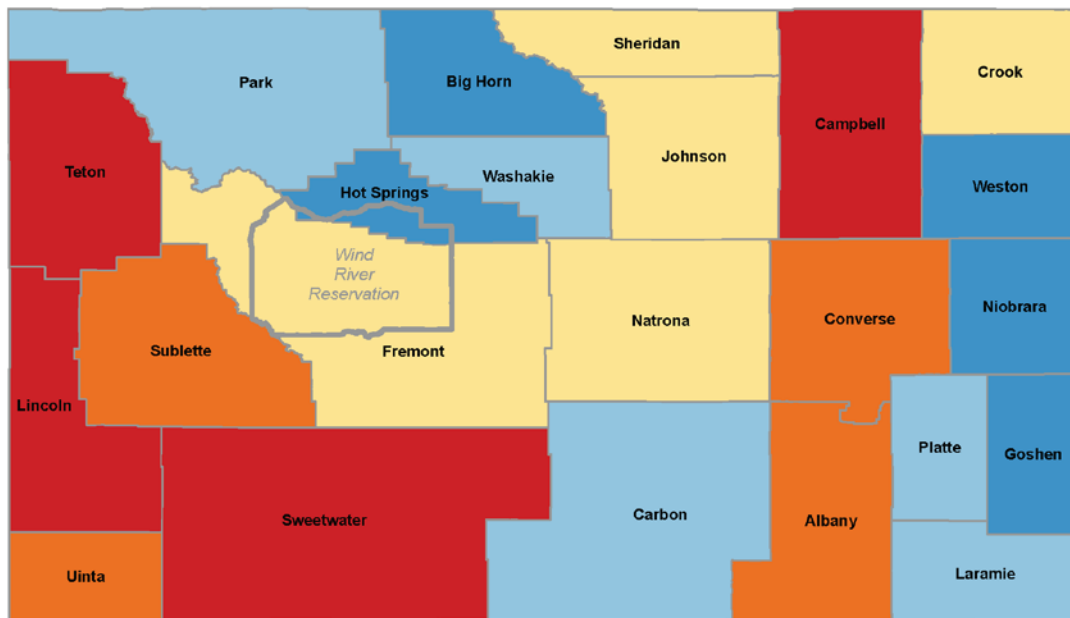 Sheridan
Park
Big Horn
Crook
Campbell
Johnson
Teton
Washakie
Hot Springs
Weston
Wind
River
Reservation
Niobrara
Natrona
Converse
Sublette
Fremont
Lincoln
Platte
Goshen
Sweetwater
Carbon
Albany
Uinta
Laramie